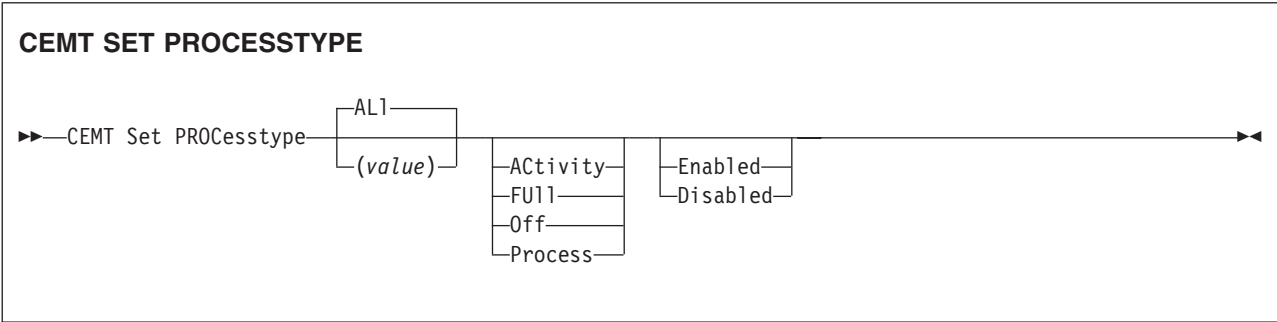 CEMT SET PROCESSTYPE
ALl
CEMT Set PROCesstype
(value)
ACtivity
FUll
Off
Process
Enabled
Disabled